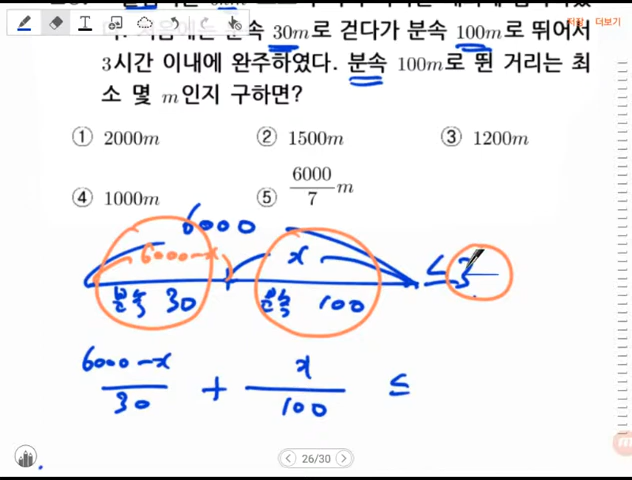 저장 더보기
분속 30m로 걷다가 분속 100m로 뛰어서
3시간 이내에 완주하였다. 분속 100m로 뛴 거리는 최
소 몇 m인지 구하면?
① 2000m ② 1500m ③ 1200m
④ 1000m ⑤ 6000/7 m
6000
6000-x x ≤ 3
분속 30 분속 100
6000-x/30 + x/100 ≤
26/30